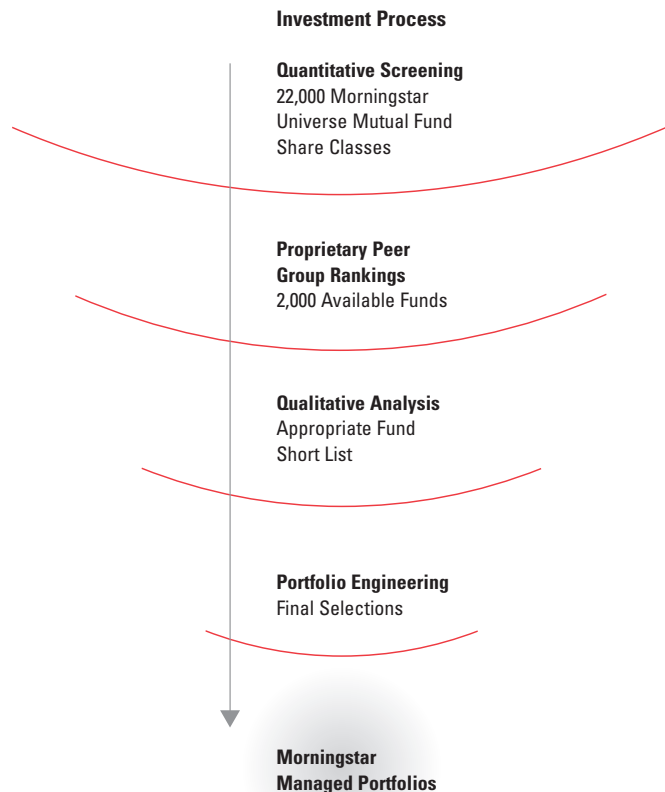 Investment Process
Quantitative Screening
22,000 Morningstar
Universe Mutual Fund
Share Classes
Proprietary Peer
Group Rankings
2,000 Available Funds
Qualitative Analysis
Appropriate Fund
Short List
Portfolio Engineering
Final Selections
Morningstar
Managed Portfolios